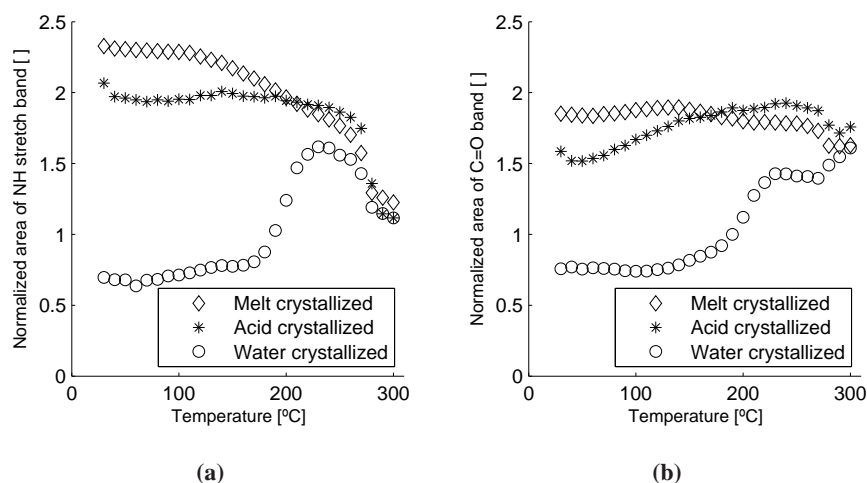 2.5
2
1.5
1
0.5
0
0
100
200
300
Normalized area of NH stretch band [ ]
Temperature [ºC]
Melt crystallized
Acid crystallized
Water crystallized
(a)
2.5
2
1.5
1
0.5
0
0
100
200
300
Normalized area of C=O band [ ]
Temperature [ºC]
Melt crystallized
Acid crystallized
Water crystallized
(b)